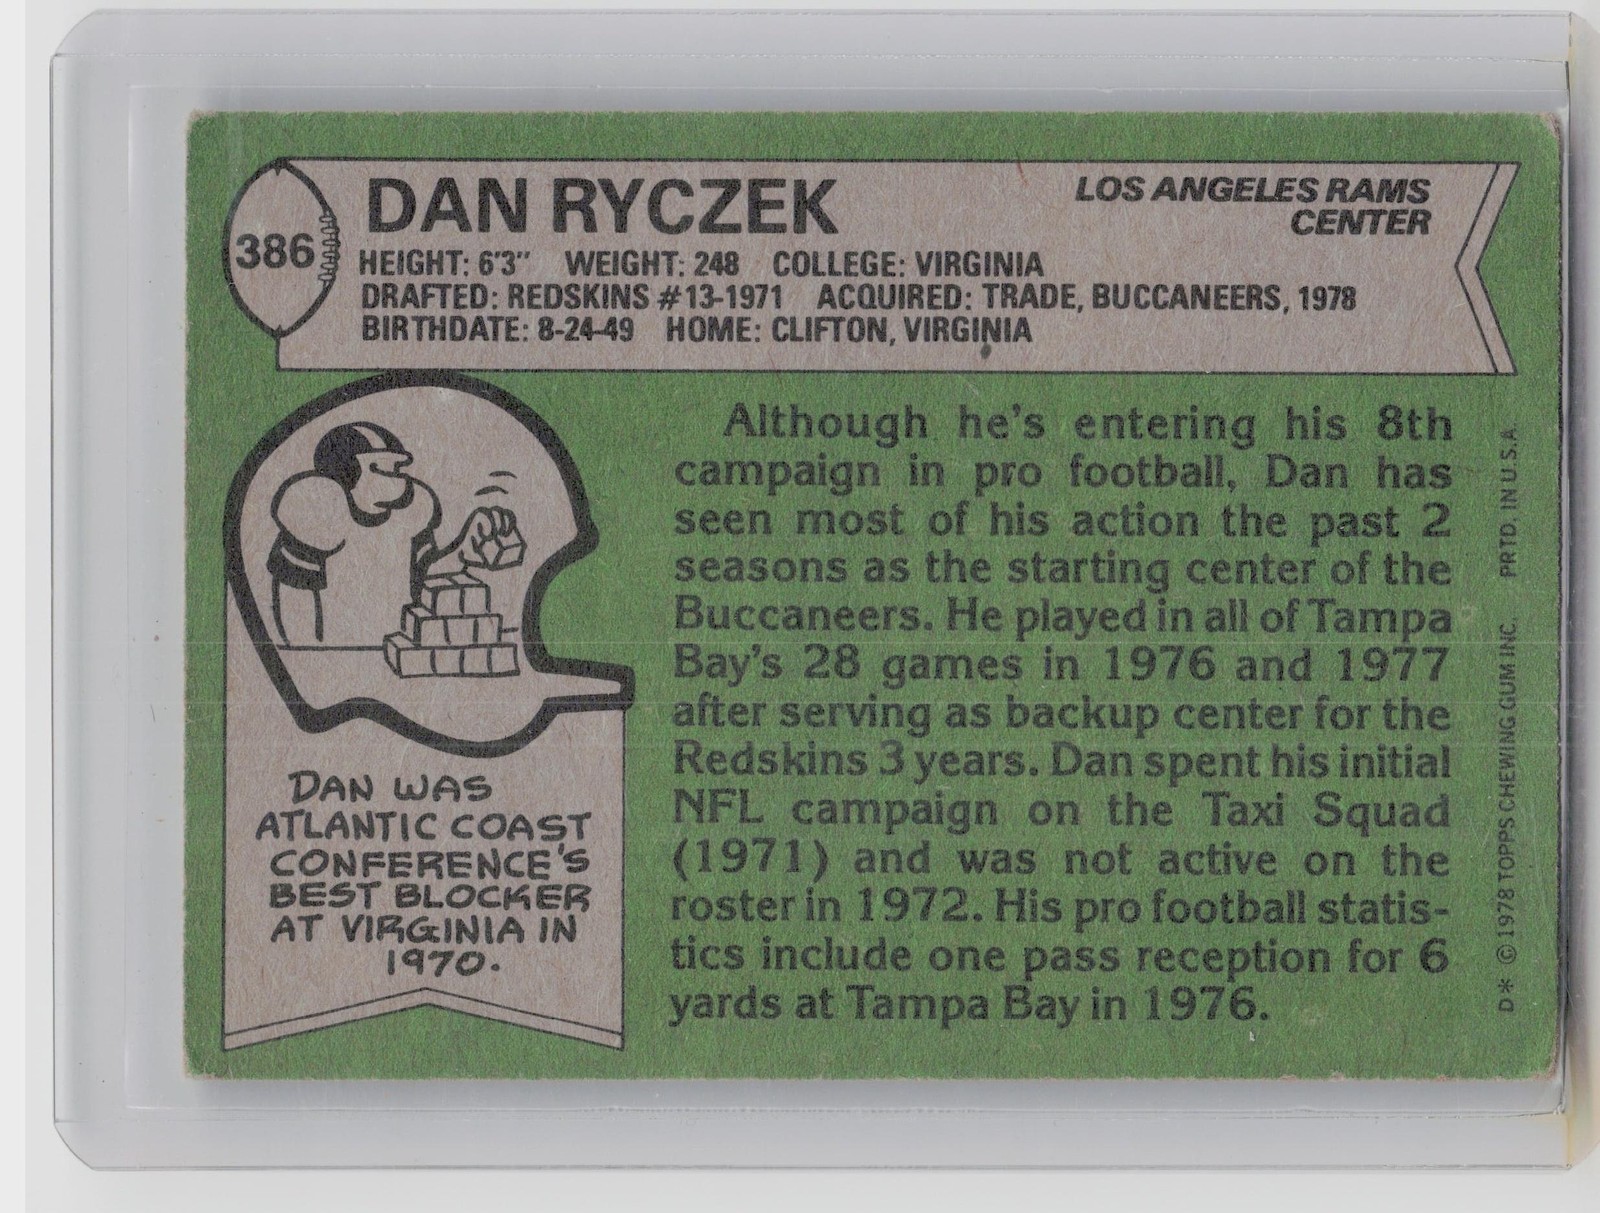 386
DAN RYCZEK
LOS ANGELES RAMS
CENTER
HEIGHT: 6'3" WEIGHT: 248 COLLEGE: VIRGINIA
DRAFTED: REDSKINS #13-1971 ACQUIRED: TRADE, BUCCANEERS, 1978
BIRTHDATE: 8-24-49 HOME: CLIFTON, VIRGINIA
DAN WAS
ATLANTIC COAST
CONFERENCE'S
BEST BLOCKER
AT VIRGINIA IN
1970.
Although he's entering his 8th
campaign in pro football, Dan has
seen most of his action the past 2
seasons as the starting center of the
Buccaneers. He played in all of Tampa
Bay's 28 games in 1976 and 1977
after serving as backup center for the
Redskins 3 years. Dan spent his initial
NFL campaign on the Taxi Squad
(1971) and was not active on the
roster in 1972. His pro football statis-
tics include one pass reception for 6
yards at Tampa Bay in 1976.
D* © 1978 TOPPS CHEWING GUM INC. PRTD. IN U.S.A.